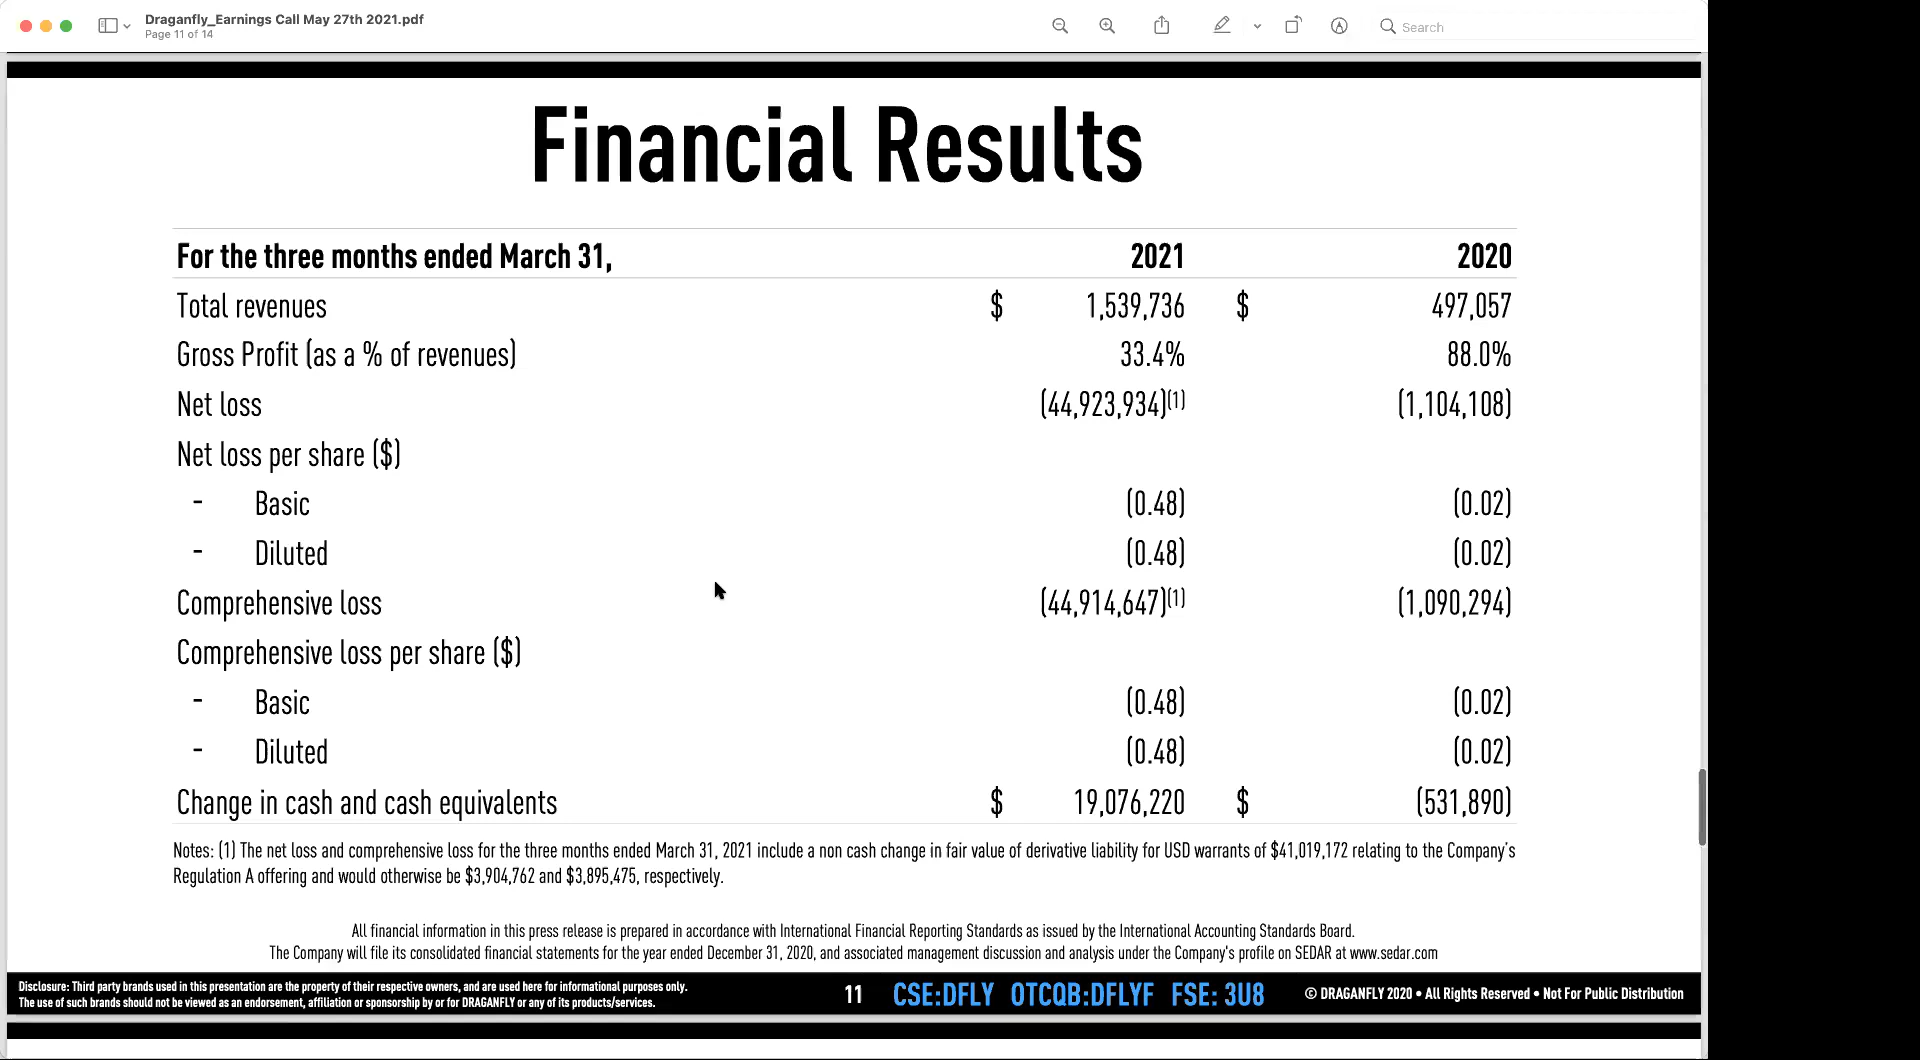 Draganfly_Earnings Call May 27th 2021.pdf
Page 11 of 14
Search
Financial Results
For the three months ended March 31, 2021 2020
Total revenues $ 1,539,736 $ 497,057
Gross Profit (as a % of revenues) 33.4% 88.0%
Net loss (44,923,934)(1) (1,104,108)
Net loss per share ($)
- Basic (0.48) (0.02)
- Diluted (0.48) (0.02)
Comprehensive loss (44,914,647)(1) (1,090,294)
Comprehensive loss per share ($)
- Basic (0.48) (0.02)
- Diluted (0.48) (0.02)
Change in cash and cash equivalents $ 19,076,220 $ (531,890)
Notes: (1) The net loss and comprehensive loss for the three months ended March 31, 2021 include a non cash change in fair value of derivative liability for USD warrants of $41,019,172 relating to the Company's
Regulation A offering and would otherwise be $3,904,762 and $3,895,475, respectively.
All financial information in this press release is prepared in accordance with International Financial Reporting Standards as issued by the International Accounting Standards Board.
The Company will file its consolidated financial statements for the year ended December 31, 2020, and associated management discussion and analysis under the Company's profile on SEDAR at www.sedar.com
Disclosure: Third party brands used in this presentation are the property of their respective owners, and are used here for informational purposes only.
The use of such brands should not be viewed as an endorsement, affiliation or sponsorship by or for DRAGANFLY or any of its products/services.
11 CSE:DFLY OTCQB:DFLYF FSE: 3U8 © DRAGANFLY 2020 • All Rights Reserved • Not For Public Distribution